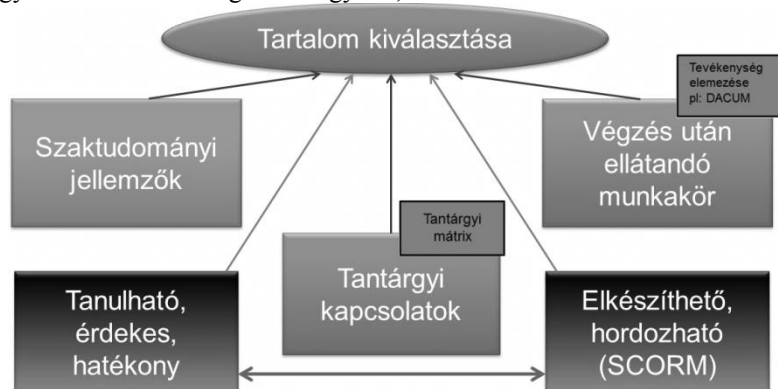 Tartalom kiválasztása
Tevékenység
elemezése
pl: DACUM
Szaktudományi
jellemzők
Végzés után
ellátandó
munkakör
Tantárgyi
mátrix
Tantárgyi
kapcsolatok
Tanulható,
érdekes,
hatékony
Elkészíthető,
hordozható
(SCORM)